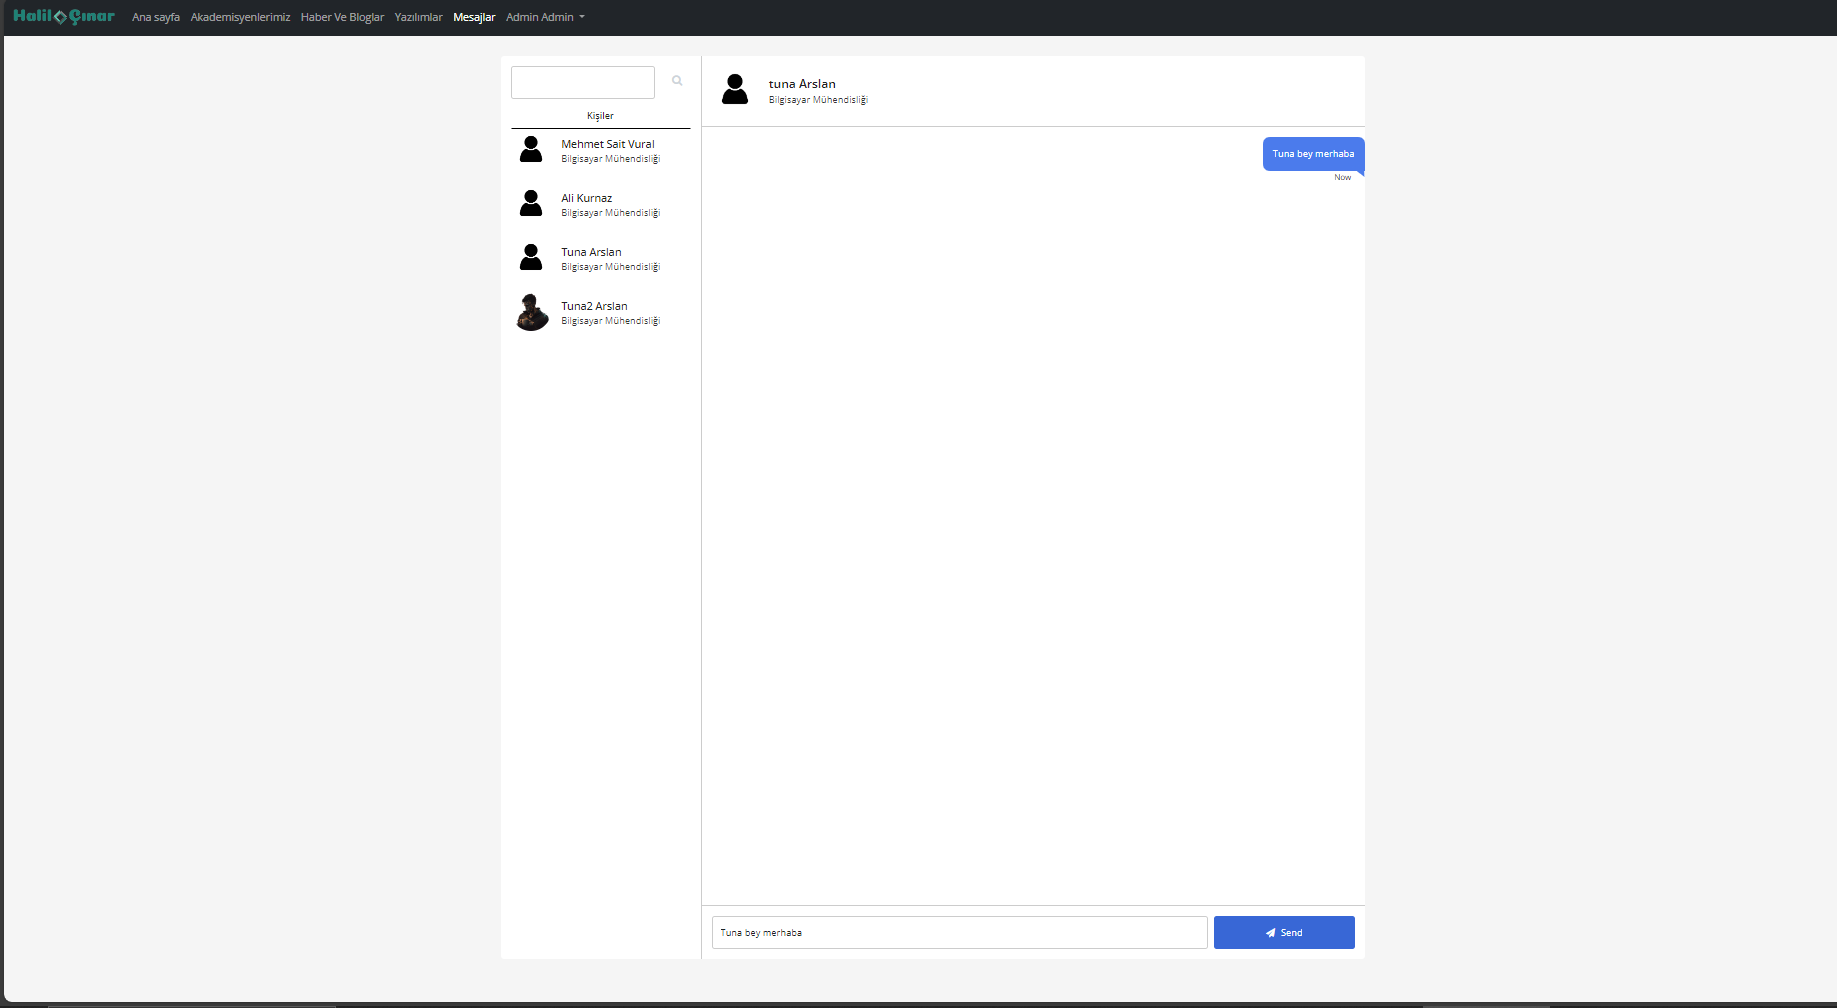 Halil Çınar Ana sayfa Akademisyenlerimiz Haber Ve Bloglar Yazılımlar Mesajlar Admin Admin
Kişiler
Mehmet Sait Vural
Bilgisayar Mühendisliği
Ali Kurnaz
Bilgisayar Mühendisliği
Tuna Arslan
Bilgisayar Mühendisliği
Tuna2 Arslan
Bilgisayar Mühendisliği
tuna Arslan
Bilgisayar Mühendisliği
Tuna bey merhaba
Now
Tuna bey merhaba
Send